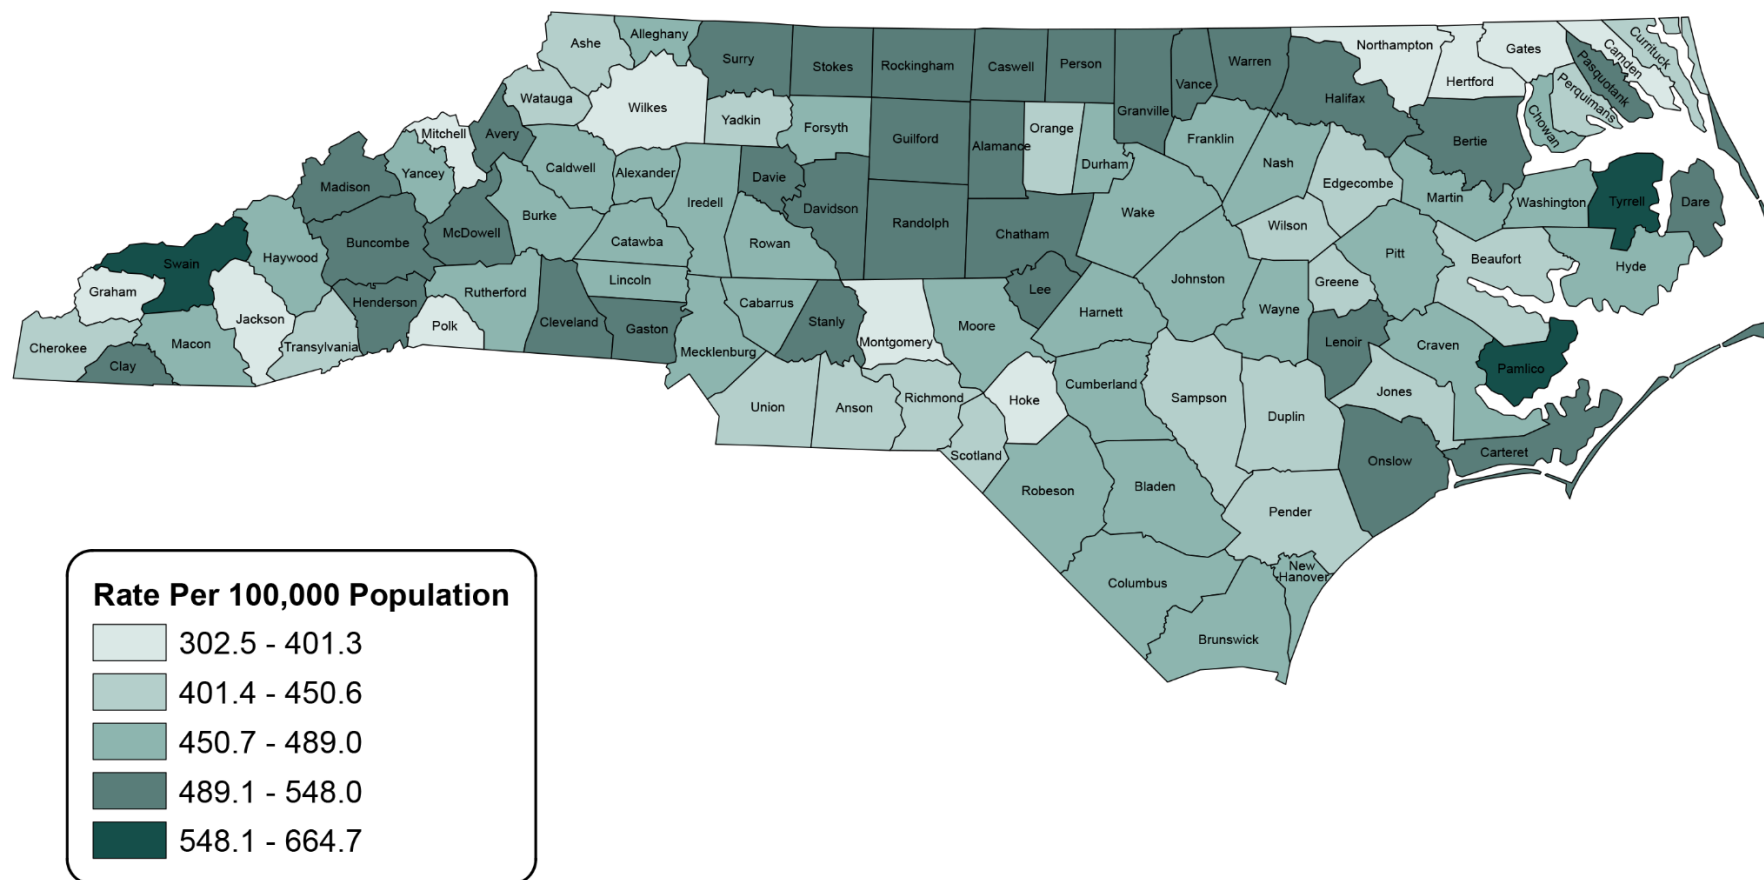 Ashe
Alleghany
Surry
Stokes
Rockingham
Caswell
Person
Granville
Vance
Warren
Halifax
Northampton
Hertford
Gates
Camden
Currituck
Pasquotank
Perquimans
Chowan
Watauga
Wilkes
Yadkin
Forsyth
Guilford
Alamance
Orange
Durham
Franklin
Nash
Edgecombe
Bertie
Mitchell
Avery
Caldwell
Alexander
Iredell
Davie
Davidson
Randolph
Chatham
Wake
Wilson
Martin
Washington
Tyrrell
Dare
Madison
Yancey
Burke
Catawba
Rowan
Buncombe
McDowell
Swain
Haywood
Rutherford
Lincoln
Cabarrus
Stanly
Montgomery
Moore
Lee
Harnett
Johnston
Wayne
Greene
Pitt
Beaufort
Hyde
Graham
Jackson
Henderson
Polk
Cleveland
Gaston
Mecklenburg
Cherokee
Clay
Macon
Transylvania
Union
Anson
Richmond
Hoke
Cumberland
Sampson
Duplin
Lenoir
Craven
Jones
Pamlico
Scotland
Robeson
Bladen
Pender
Onslow
Carteret
Columbus
Brunswick
New
Hanover
Rate Per 100,000 Population
302.5 - 401.3
401.4 - 450.6
450.7 - 489.0
489.1 - 548.0
548.1 - 664.7